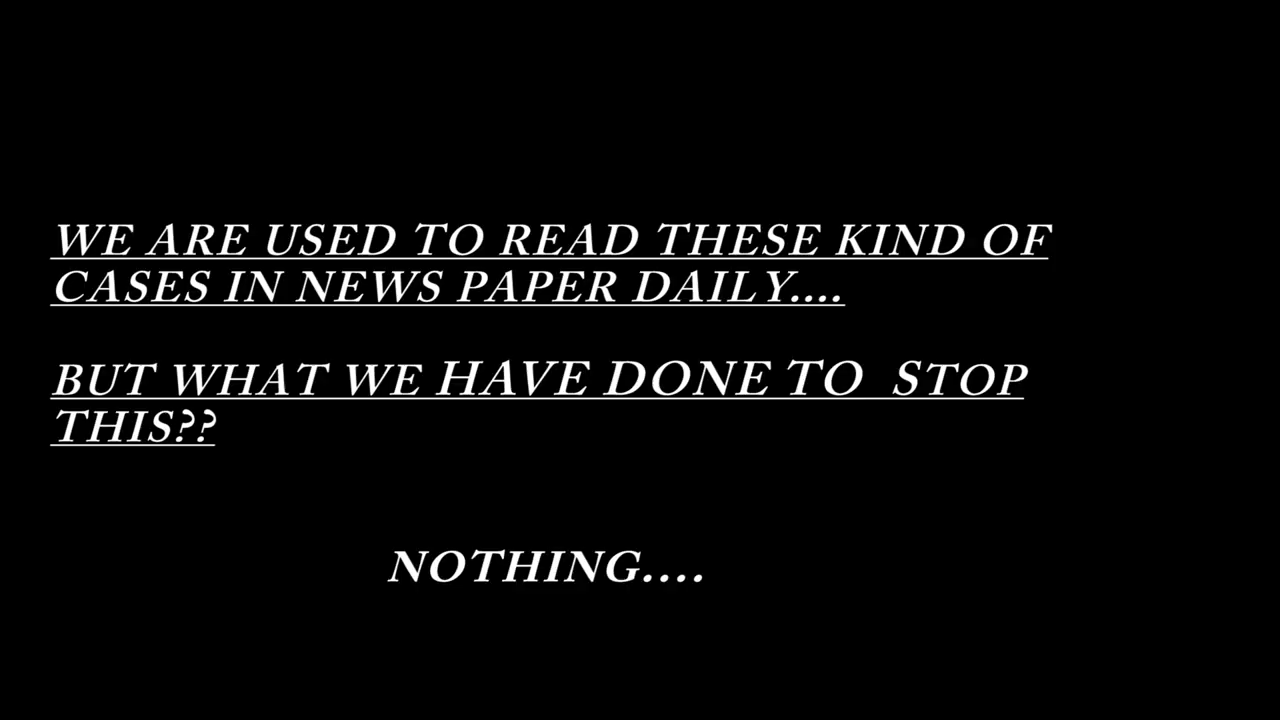 WE ARE USED TO READ THESE KIND OF
CASES IN NEWS PAPER DAILY....
BUT WHAT WE HAVE DONE TO STOP
THIS??
NOTHING....